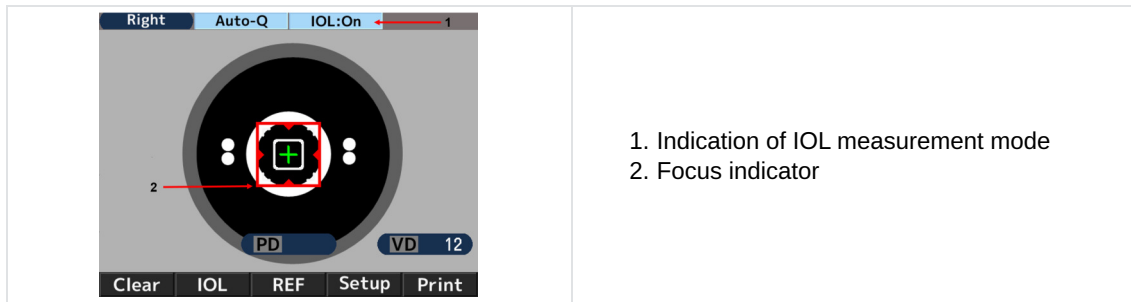 Right Auto-Q IOL:On 1
2
PD VD 12
Clear IOL REF Setup Print
1. Indication of IOL measurement mode
2. Focus indicator